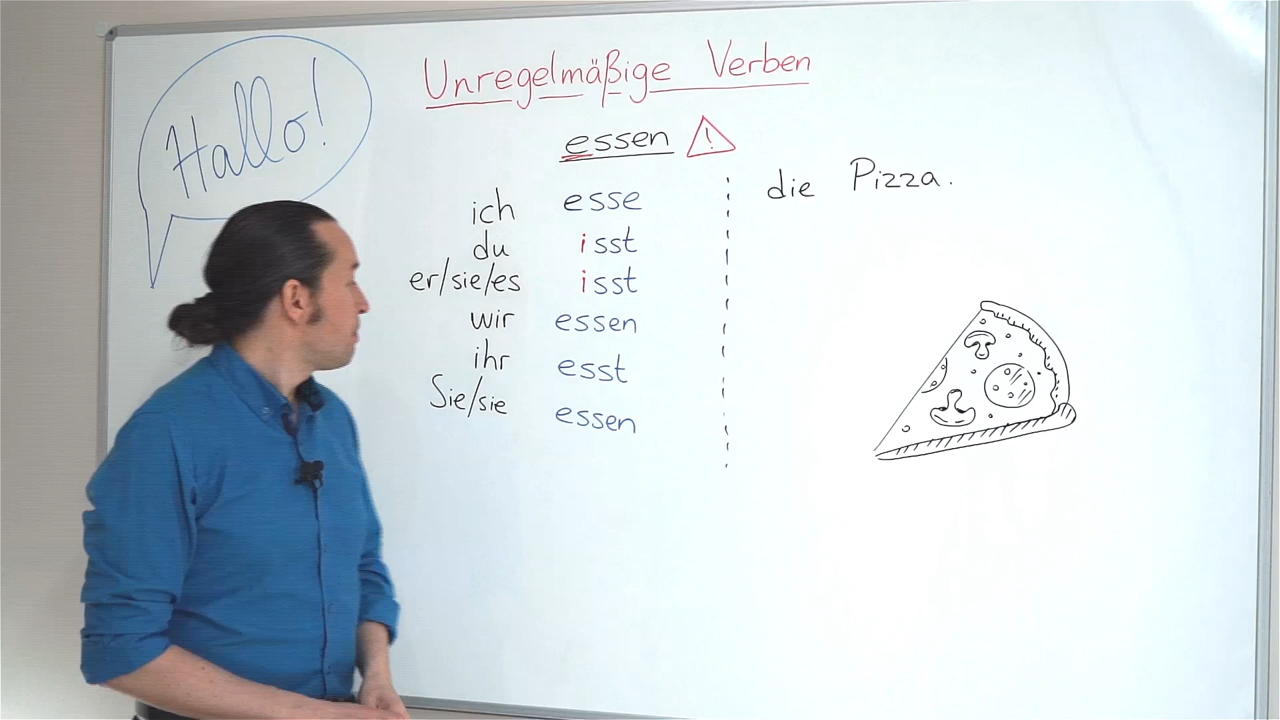 Hallo!
Unregelmäßige Verben
essen !
ich esse die Pizza.
du isst
er/sie/es isst
wir essen
ihr esst
Sie/sie essen